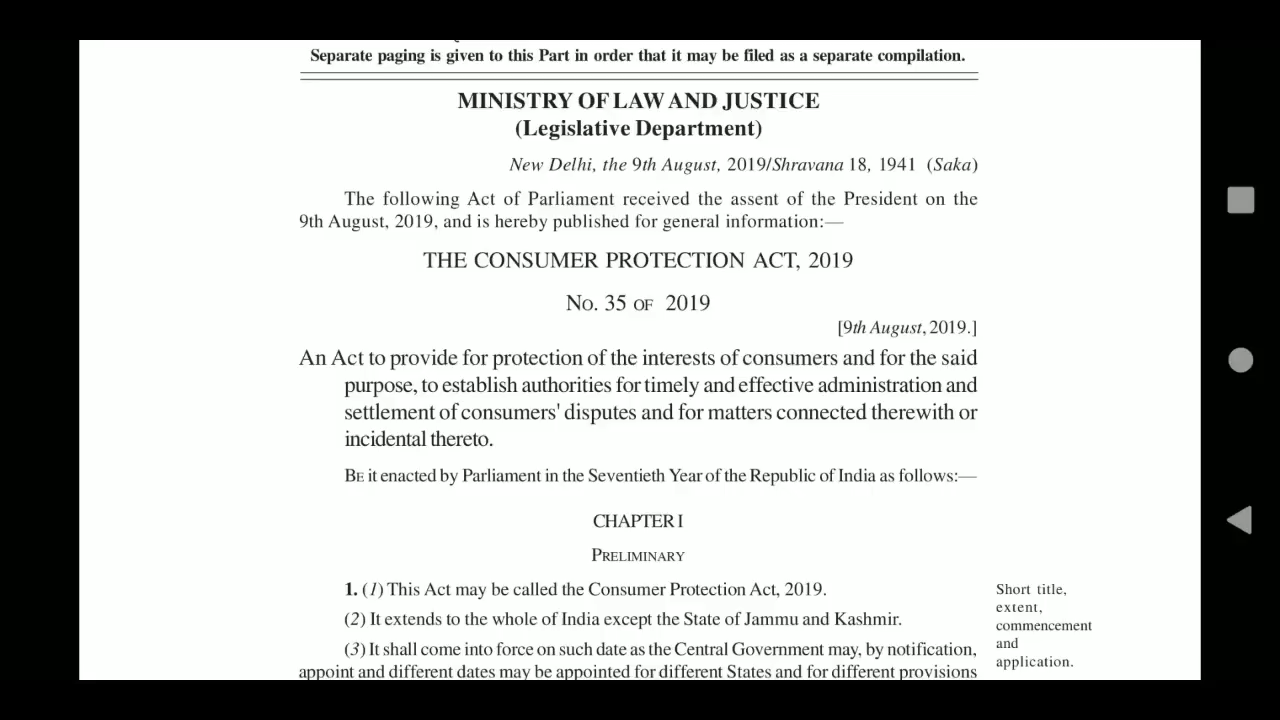 Separate paging is given to this Part in order that it may be filed as a separate compilation.
MINISTRY OF LAW AND JUSTICE
(Legislative Department)
New Delhi, the 9th August, 2019/Shravana 18, 1941 (Saka)
The following Act of Parliament received the assent of the President on the
9th August, 2019, and is hereby published for general information:—
THE CONSUMER PROTECTION ACT, 2019
No. 35 OF 2019
[9th August, 2019.]
An Act to provide for protection of the interests of consumers and for the said
purpose, to establish authorities for timely and effective administration and
settlement of consumers' disputes and for matters connected therewith or
incidental thereto.
BE it enacted by Parliament in the Seventieth Year of the Republic of India as follows:—
CHAPTER I
PRELIMINARY
1. (1) This Act may be called the Consumer Protection Act, 2019.
(2) It extends to the whole of India except the State of Jammu and Kashmir.
(3) It shall come into force on such date as the Central Government may, by notification,
appoint and different dates may be appointed for different States and for different provisions
Short title,
extent,
commencement
and
application.